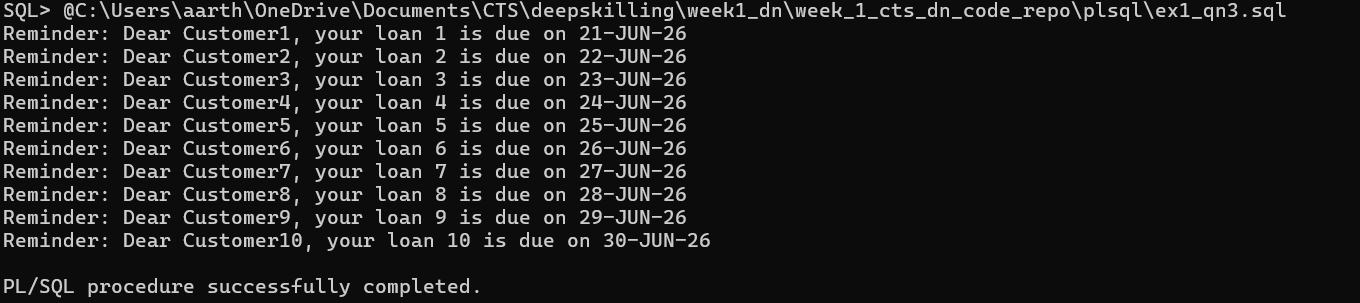 SQL> @C:\Users\aarth\OneDrive\Documents\CTS\deepskilling\week1_dn\week_1_cts_dn_code_repo\plsql\ex1_qn3.sql
Reminder: Dear Customer1, your loan 1 is due on 21-JUN-26
Reminder: Dear Customer2, your loan 2 is due on 22-JUN-26
Reminder: Dear Customer3, your loan 3 is due on 23-JUN-26
Reminder: Dear Customer4, your loan 4 is due on 24-JUN-26
Reminder: Dear Customer5, your loan 5 is due on 25-JUN-26
Reminder: Dear Customer6, your loan 6 is due on 26-JUN-26
Reminder: Dear Customer7, your loan 7 is due on 27-JUN-26
Reminder: Dear Customer8, your loan 8 is due on 28-JUN-26
Reminder: Dear Customer9, your loan 9 is due on 29-JUN-26
Reminder: Dear Customer10, your loan 10 is due on 30-JUN-26
PL/SQL procedure successfully completed.